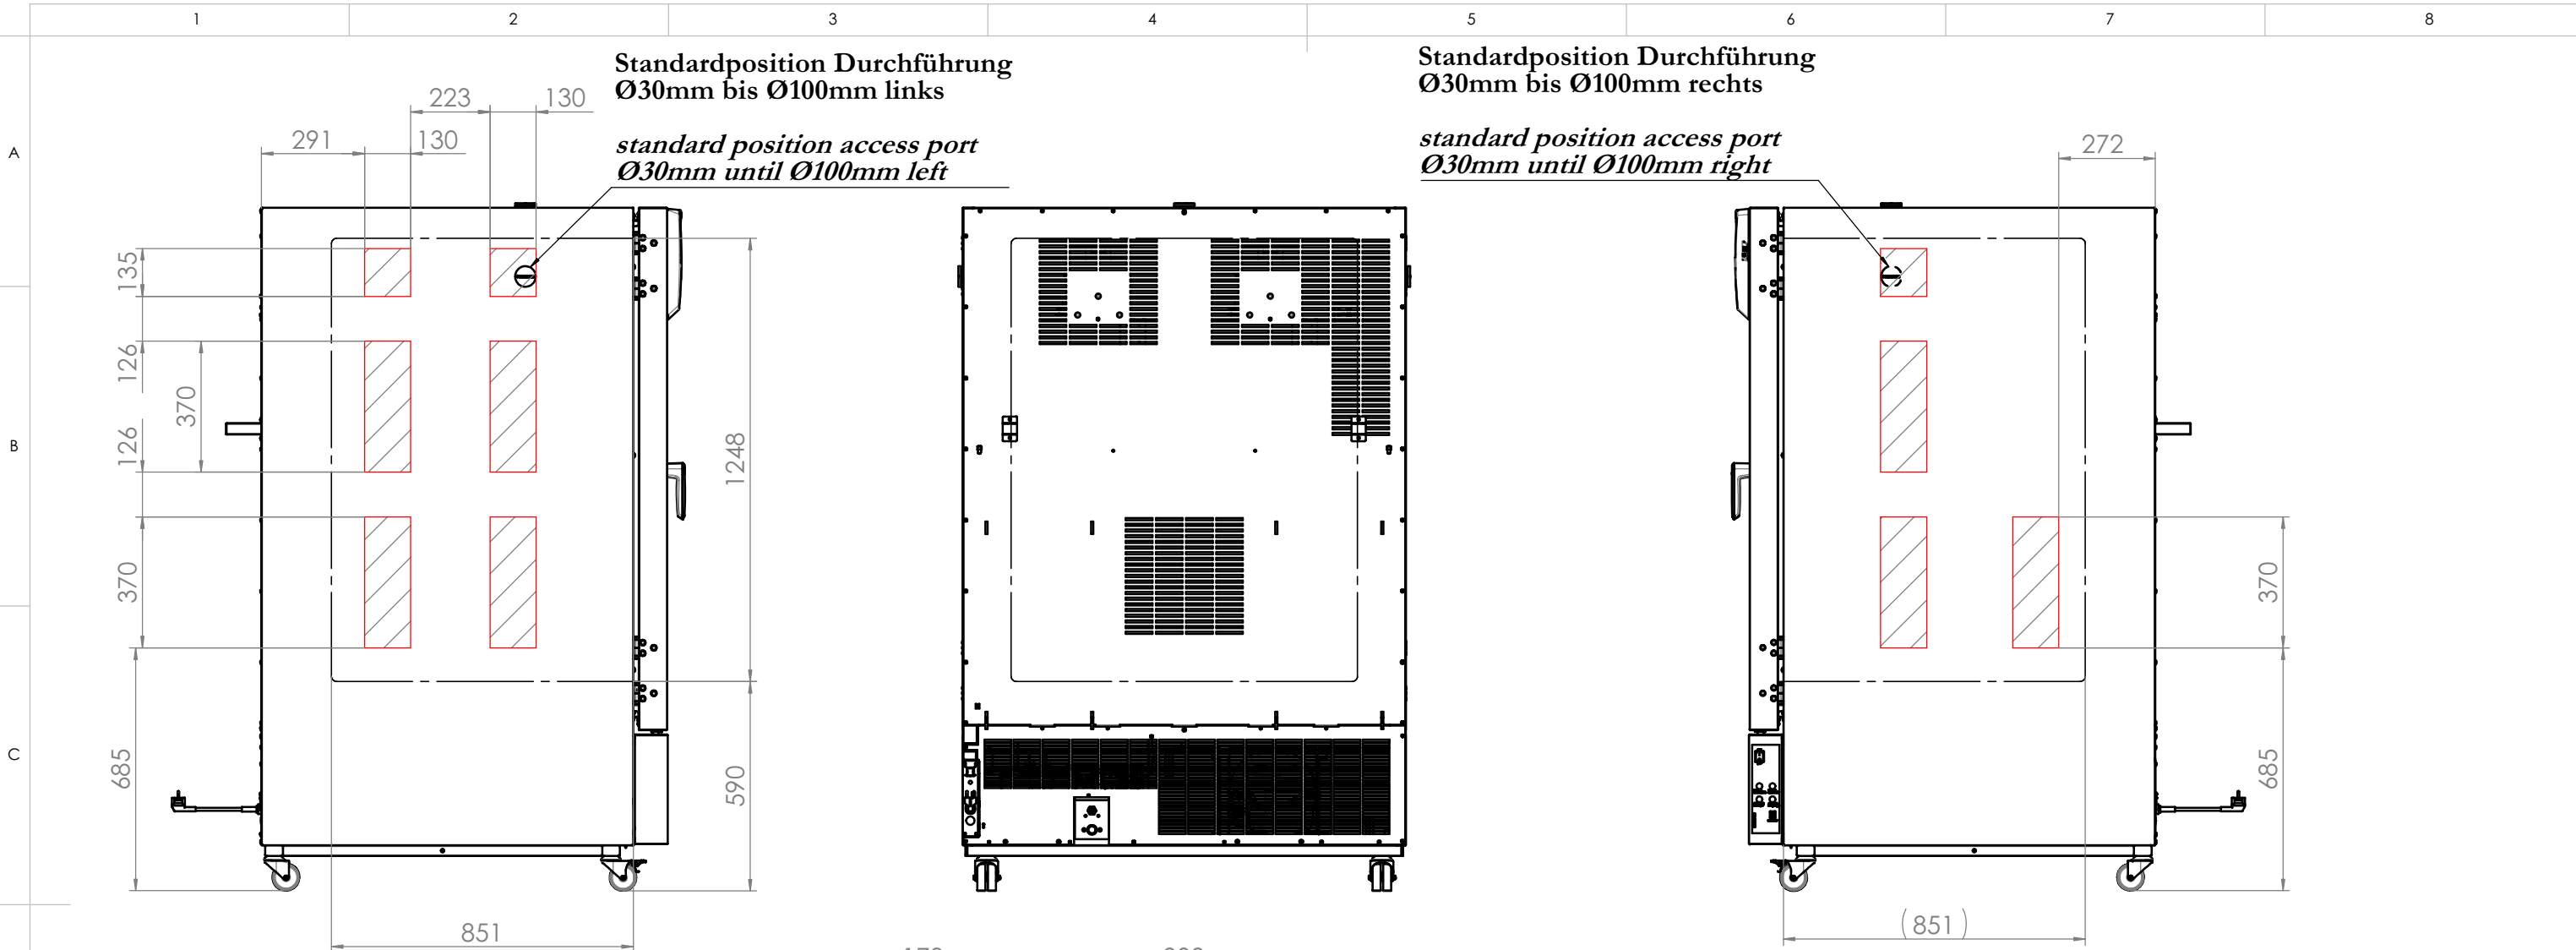 1 2 3 4 5 6 7 8
A
B
C
Standardposition Durchführung
Ø30mm bis Ø100mm links
standard position access port
Ø30mm until Ø100mm left
Standardposition Durchführung
Ø30mm bis Ø100mm rechts
standard position access port
Ø30mm until Ø100mm right
223 130
291 130
135
126
370
126
370
685
1248
590
851
272
370
685
(851)